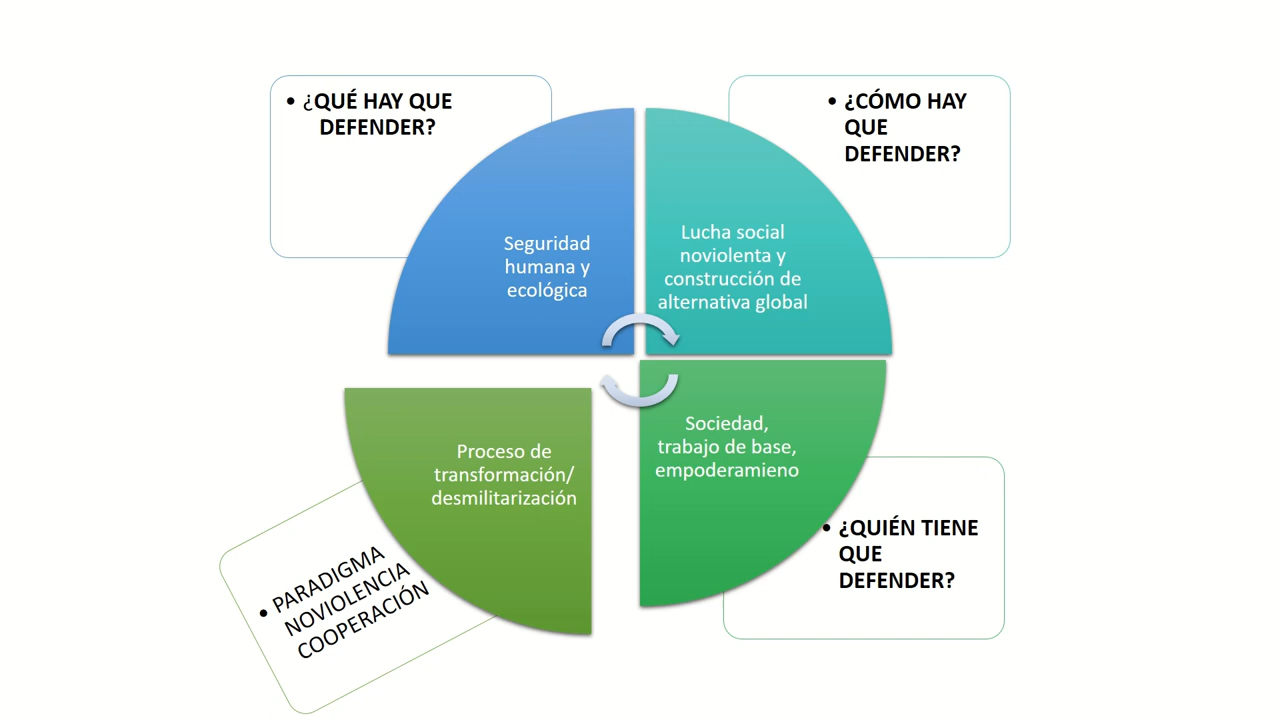 • ¿QUÉ HAY QUE
DEFENDER?
• ¿CÓMO HAY
QUE
DEFENDER?
Seguridad
humana y
ecológica
Lucha social
noviolenta y
construcción de
alternativa global
Proceso de
transformación/
desmilitarización
Sociedad,
trabajo de base,
empoderamieno
• PARADIGMA
NOVIOLENCIA
COOPERACIÓN
• ¿QUIÉN TIENE
QUE
DEFENDER?